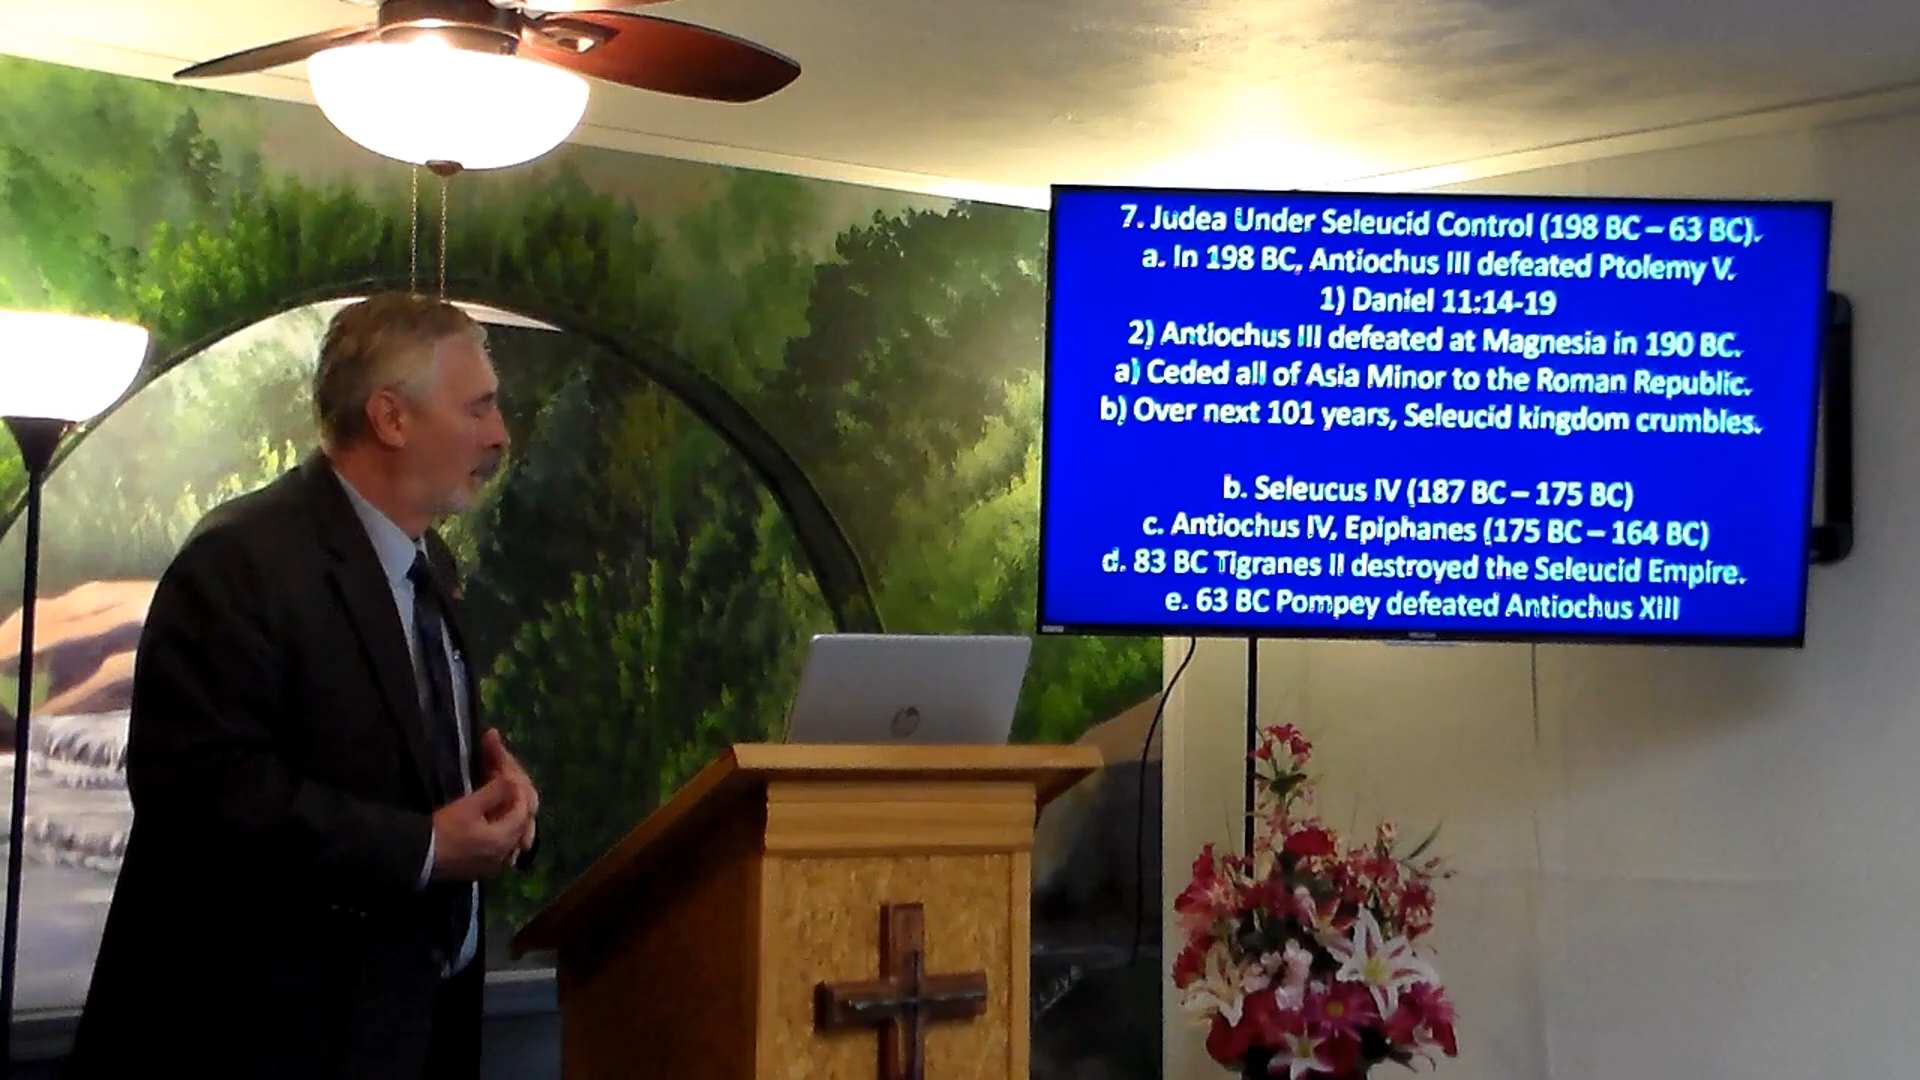 7. Judea Under Seleucid Control (198 BC – 63 BC).
a. In 198 BC, Antiochus III defeated Ptolemy V.
1) Daniel 11:14-19
2) Antiochus III defeated at Magnesia in 190 BC.
a) Ceded all of Asia Minor to the Roman Republic.
b) Over next 101 years, Seleucid kingdom crumbles.
b. Seleucus IV (187 BC – 175 BC)
c. Antiochus IV, Epiphanes (175 BC – 164 BC)
d. 83 BC Tigranes II destroyed the Seleucid Empire.
e. 63 BC Pompey defeated Antiochus XIII